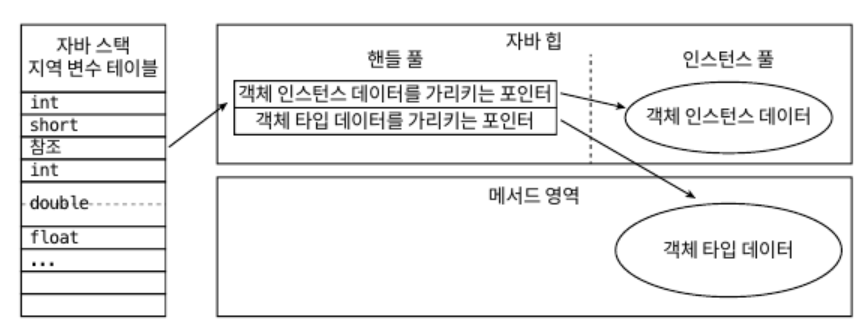 자바 스택
지역 변수 테이블
int
short
참조
int
double
float
...
자바 힙
핸들 풀
인스턴스 풀
객체 인스턴스 데이터를 가리키는 포인터
객체 타입 데이터를 가리키는 포인터
객체 인스턴스 데이터
메서드 영역
객체 타입 데이터